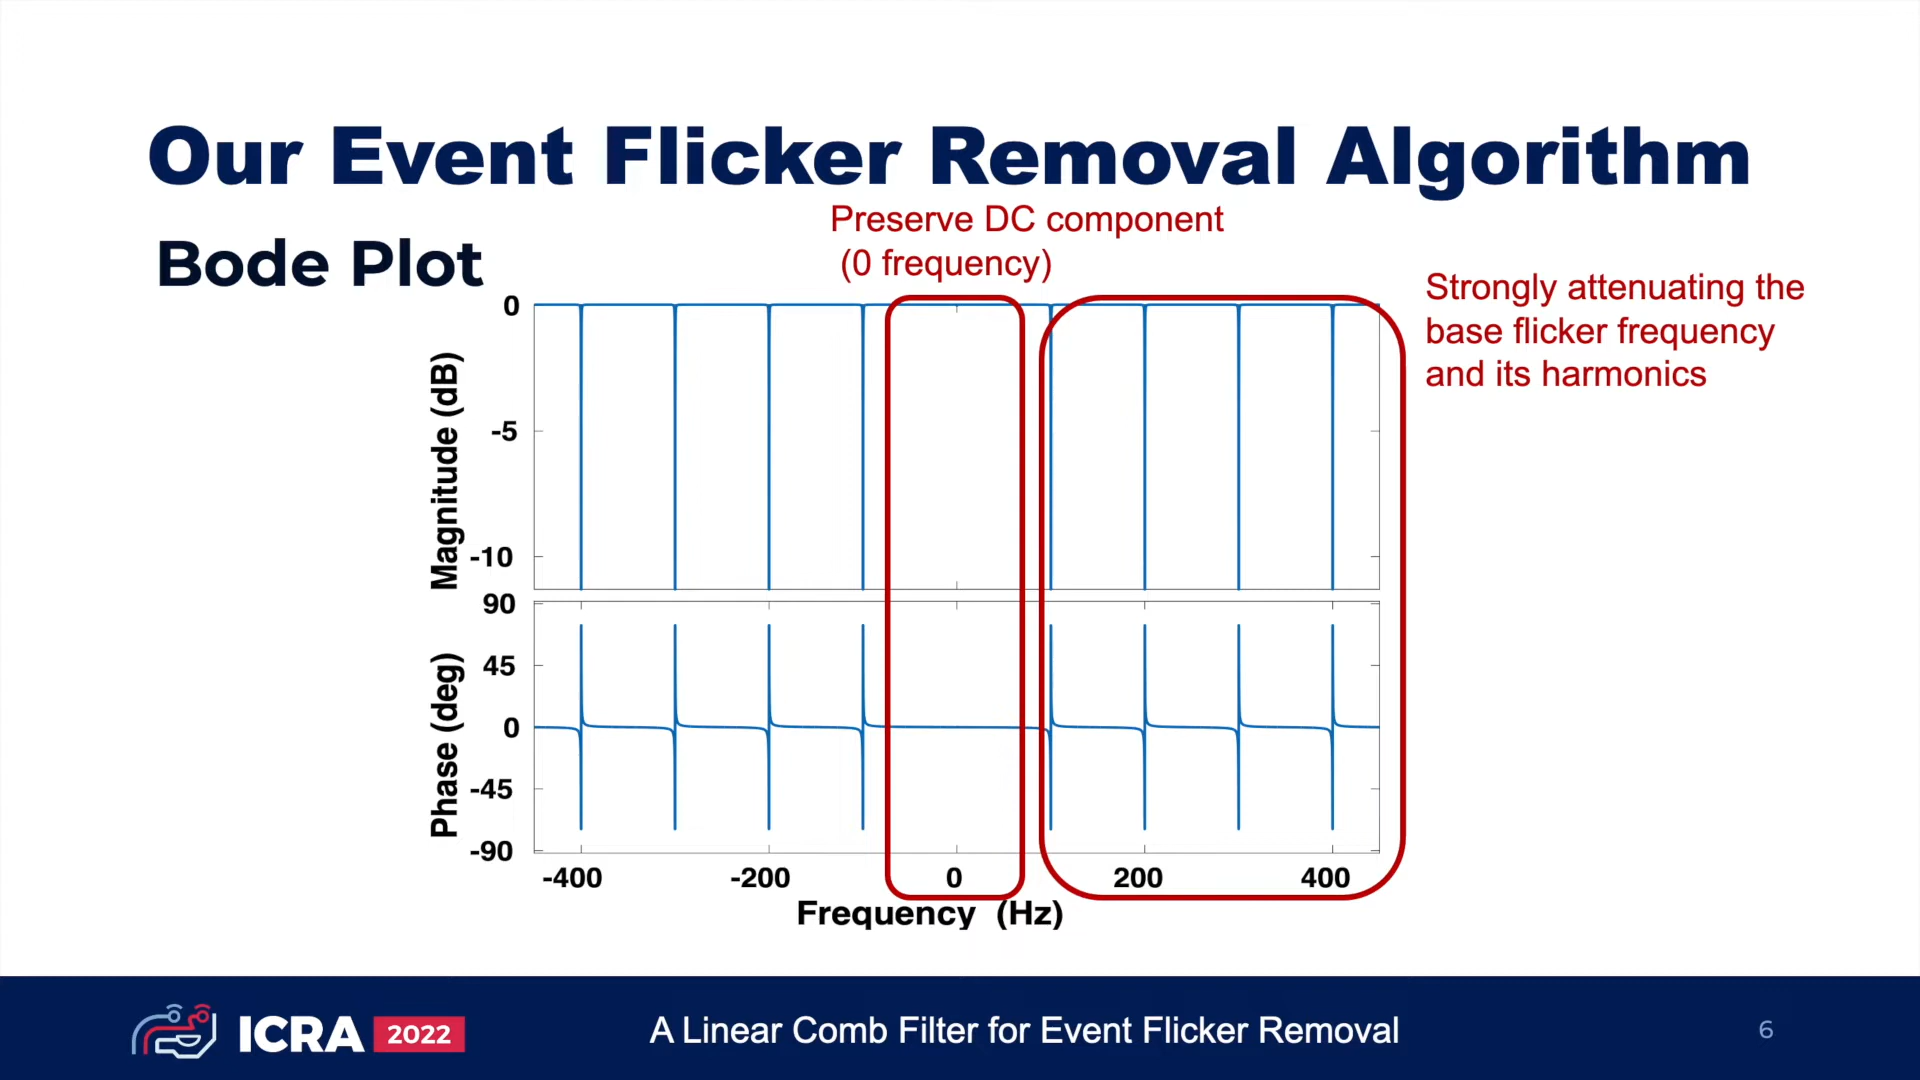 Our Event Flicker Removal Algorithm
Bode Plot
Preserve DC component
(0 frequency)
Strongly attenuating the
base flicker frequency
and its harmonics
Magnitude (dB)
0
-5
-10
Phase (deg)
90
45
0
-45
-90
-400 -200 0 200 400
Frequency (Hz)
ICRA 2022
A Linear Comb Filter for Event Flicker Removal
6